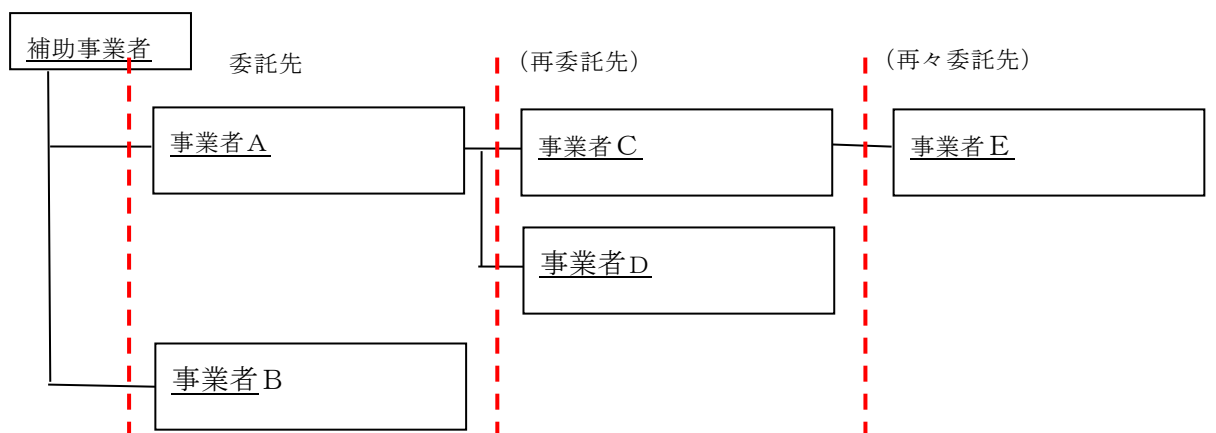 補助事業者
委託先
（再委託先）
（再々委託先）
事業者Ａ
事業者Ｃ
事業者Ｅ
事業者Ｄ
事業者Ｂ